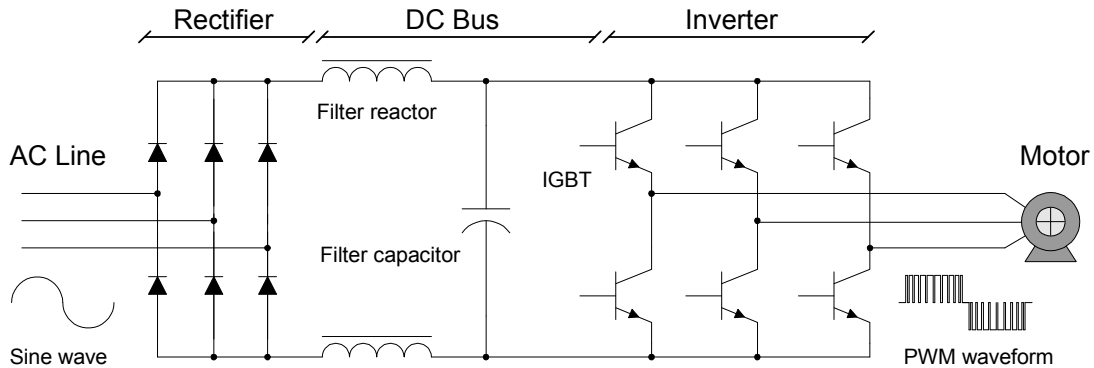 Rectifier
DC Bus
Inverter
Filter reactor
AC Line
IGBT
Motor
Filter capacitor
Sine wave
PWM waveform